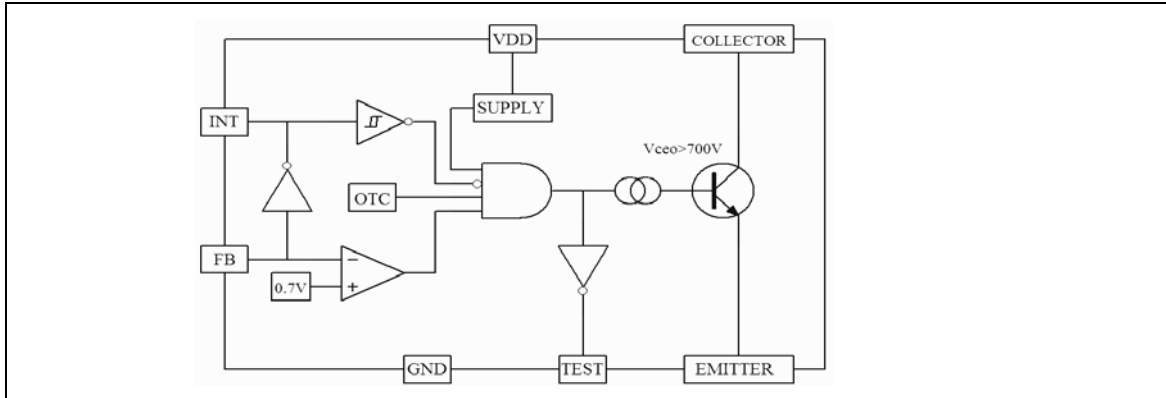 VDD
COLLECTOR
INT
SUPPLY
Vceo>700V
OTC
FB
−
0.7V
+
GND
TEST
EMITTER